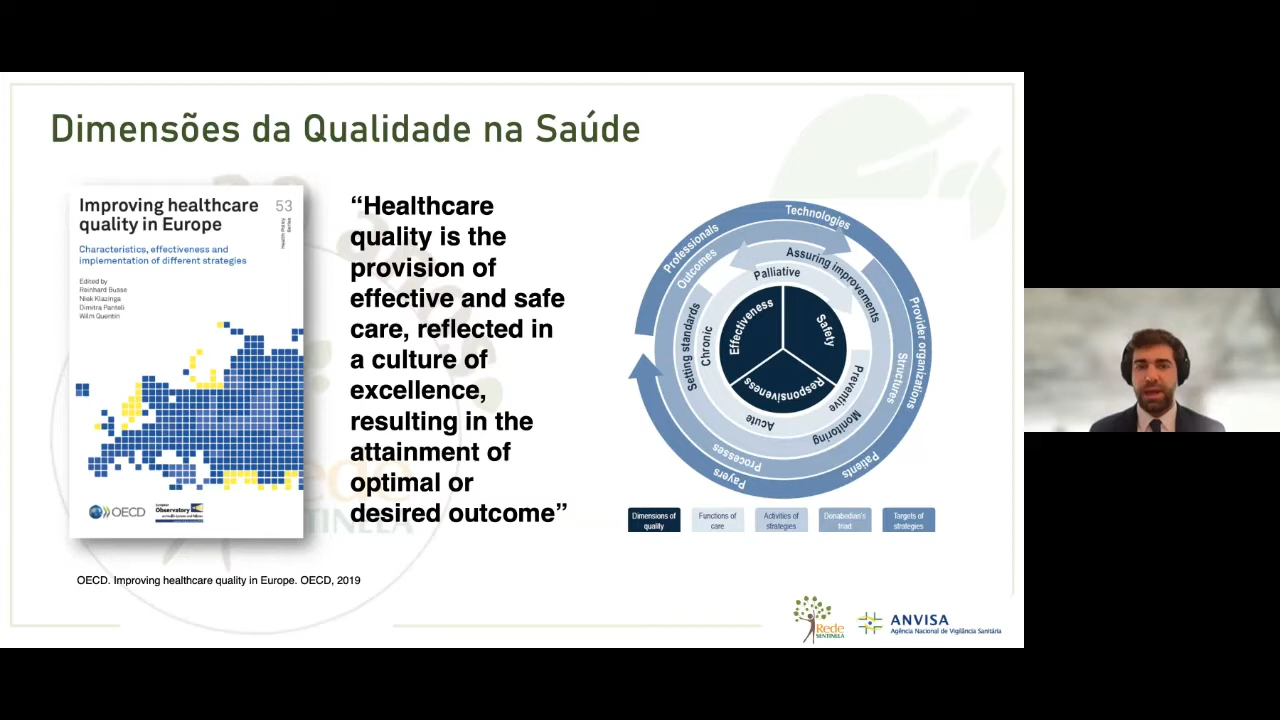 Dimensões da Qualidade na Saúde
Improving healthcare
quality in Europe
53
Health Policy
Series
Characteristics, effectiveness and
implementation of different strategies
Edited by
Reinhard Busse
Niek Klazinga
Dimitra Panteli
Wilm Quentin
OECD
European
Observatory
“Healthcare
quality is the
provision of
effective and safe
care, reflected in
a culture of
excellence,
resulting in the
attainment of
optimal or
desired outcome”
Professionals
Technologies
Provider organizations
Patients
Payers
Outcomes
Structures
Processes
Assuring improvements
Setting standards
Monitoring
Palliative
Chronic
Preventive
Acute
Effectiveness
Safety
Responsiveness
Dimensions of
quality
Functions of
care
Activities of
strategies
Donabedian's
triad
Targets of
strategies
OECD. Improving healthcare quality in Europe. OECD, 2019
Rede
SENTINELA
ANVISA
Agência Nacional de Vigilância Sanitária